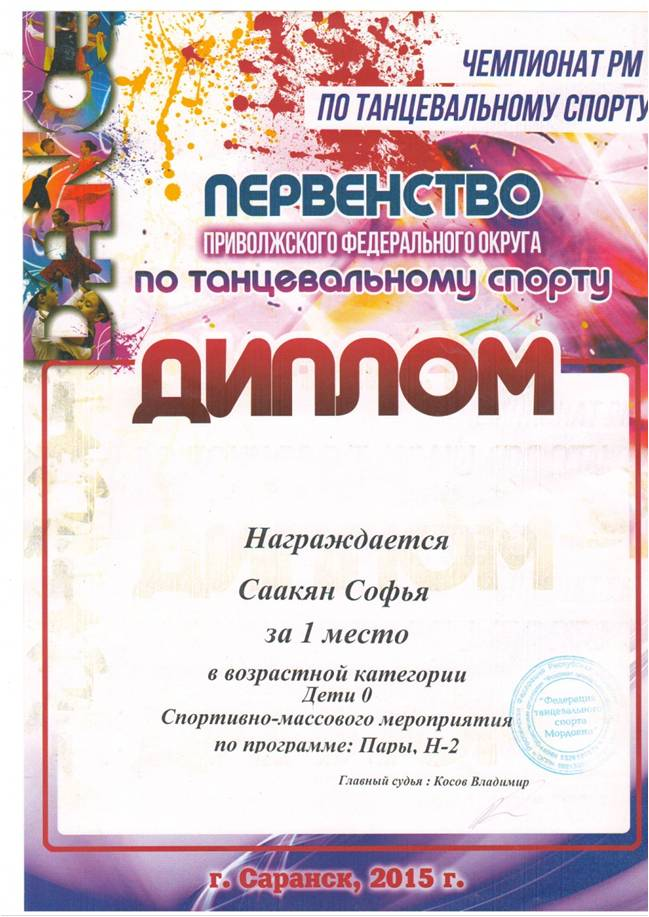 DANCE
ЧЕМПИОНАТ РМ
ПО ТАНЦЕВАЛЬНОМУ СПОРТУ
ПЕРВЕНСТВО
ПРИВОЛЖСКОГО ФЕДЕРАЛЬНОГО ОКРУГА
по танцевальному спорту
ДИПЛОМ
Награждается
Саакян Софья
за 1 место
в возрастной категории
Дети 0
Спортивно-массового мероприятия
по программе: Пары, Н-2
"Федерация
танцевального
спорта
Мордовии"
Главный судья : Косов Владимир
г. Саранск, 2015 г.